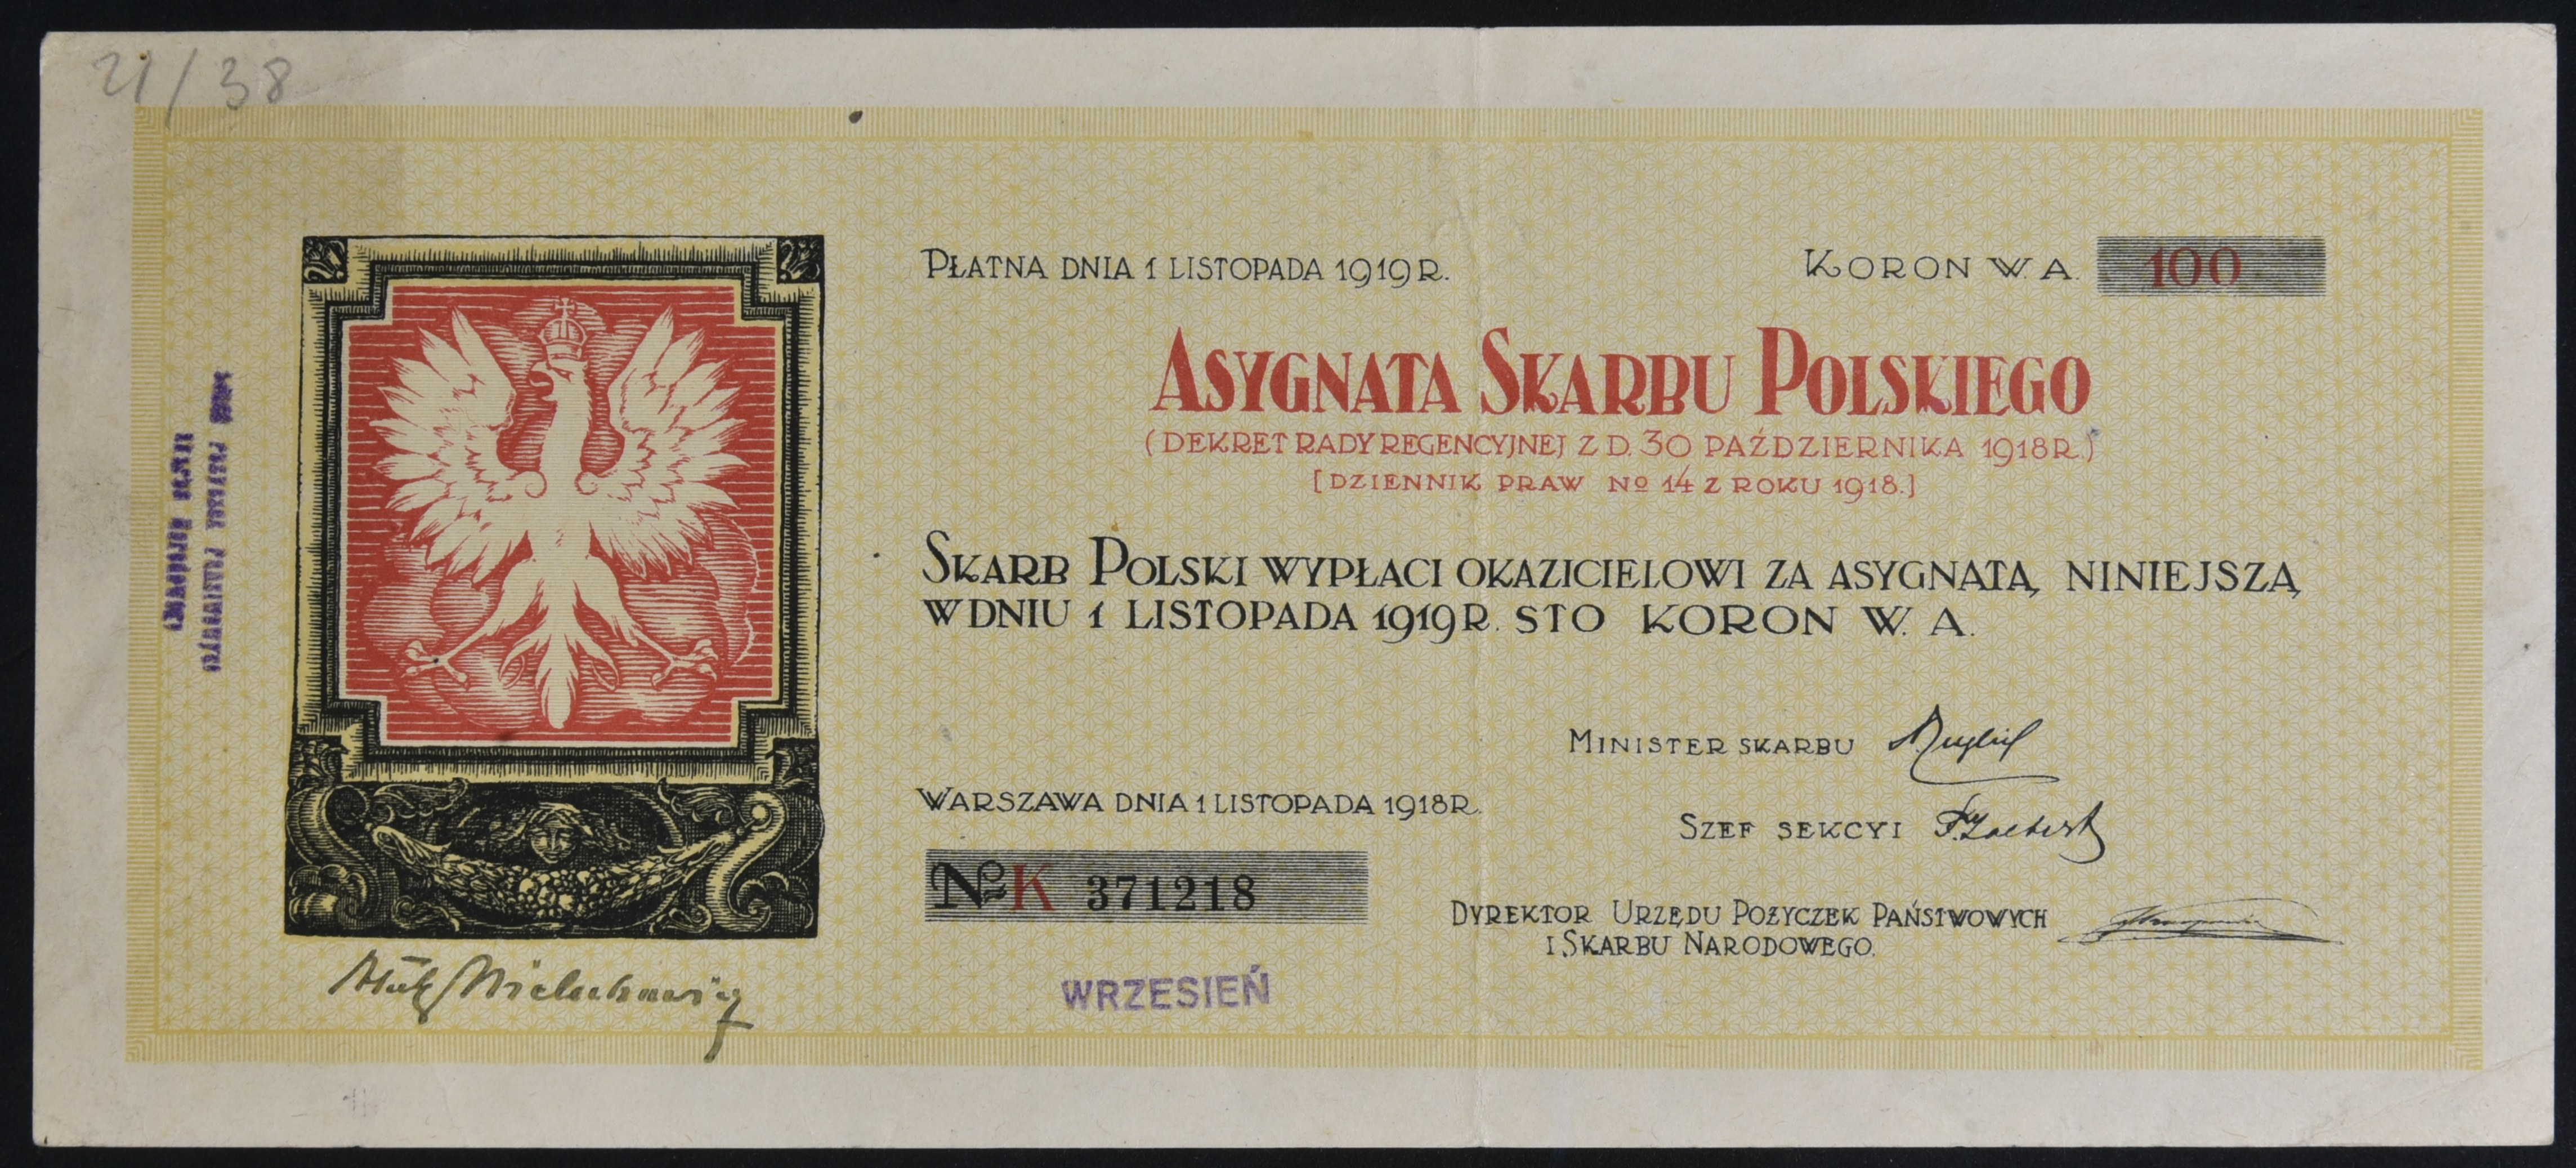 21/38
PŁATNA DNIA 1 LISTOPADA 1919 R.
KORON W. A. 100
ASYGNATA SKARBU POLSKIEGO
(DEKRET RADY REGENCYJNEJ Z D. 30 PAŹDZIERNIKA 1918 R.)
[DZIENNIK PRAW No 14 Z ROKU 1918.]
SKARB POLSKI WYPŁACI OKAZICIELOWI ZA ASYGNATĄ NINIEJSZĄ
W DNIU 1 LISTOPADA 1919 R. STO KORON W. A.
MINISTER SKARBU
WARSZAWA DNIA 1 LISTOPADA 1918 R.
SZEF SEKCYI
No K 371218
DYREKTOR URZĘDU POŻYCZEK PAŃSTWOWYCH
I SKARBU NARODOWEGO.
WRZESIEŃ